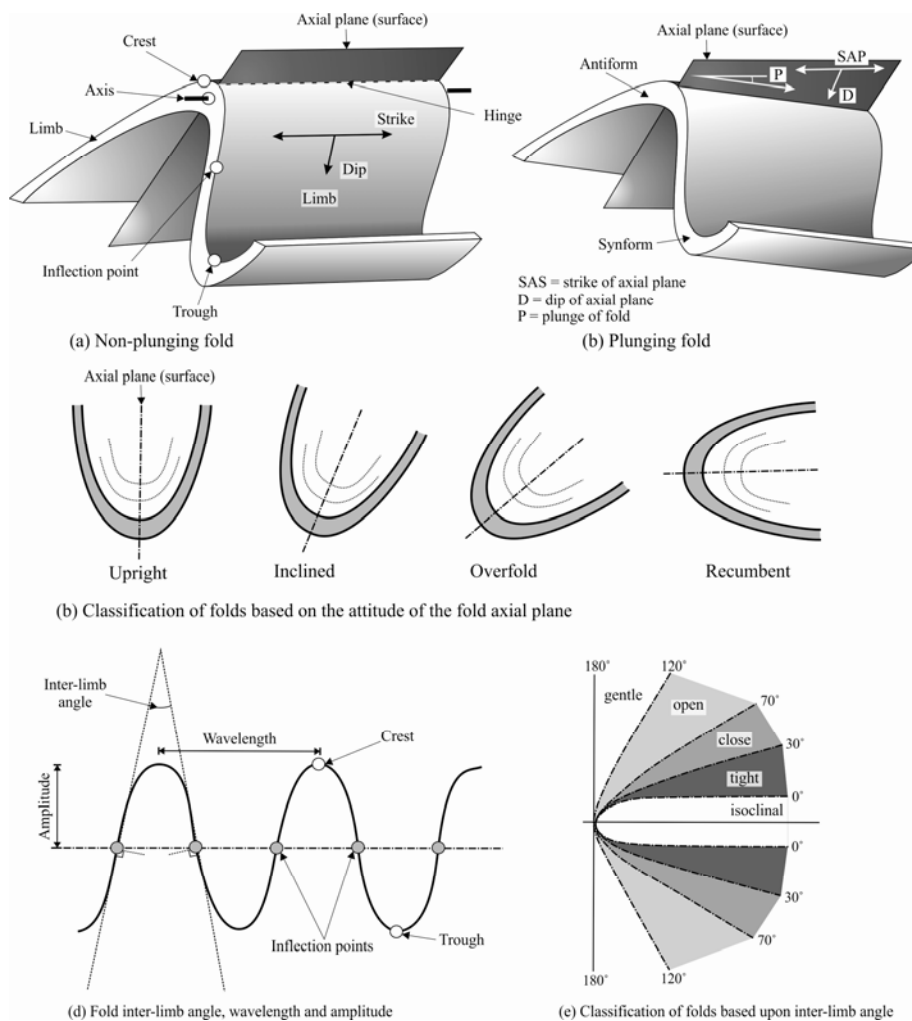 Axial plane (surface)
Crest
Axis
Limb
Strike
Dip
Limb
Hinge
Inflection point
Trough
(a) Non-plunging fold
Axial plane (surface)
SAP
Antiform
P
D
Synform
SAS = strike of axial plane
D = dip of axial plane
P = plunge of fold
(b) Plunging fold
Axial plane (surface)
Upright
Inclined
Overfold
Recumbent
(b) Classification of folds based on the attitude of the fold axial plane
Inter-limb
angle
Wavelength
Crest
Amplitude
Inflection points
Trough
(d) Fold inter-limb angle, wavelength and amplitude
180°
120°
gentle
70°
open
close
30°
tight
0°
isoclinal
0°
30°
70°
180°
120°
(e) Classification of folds based upon inter-limb angle